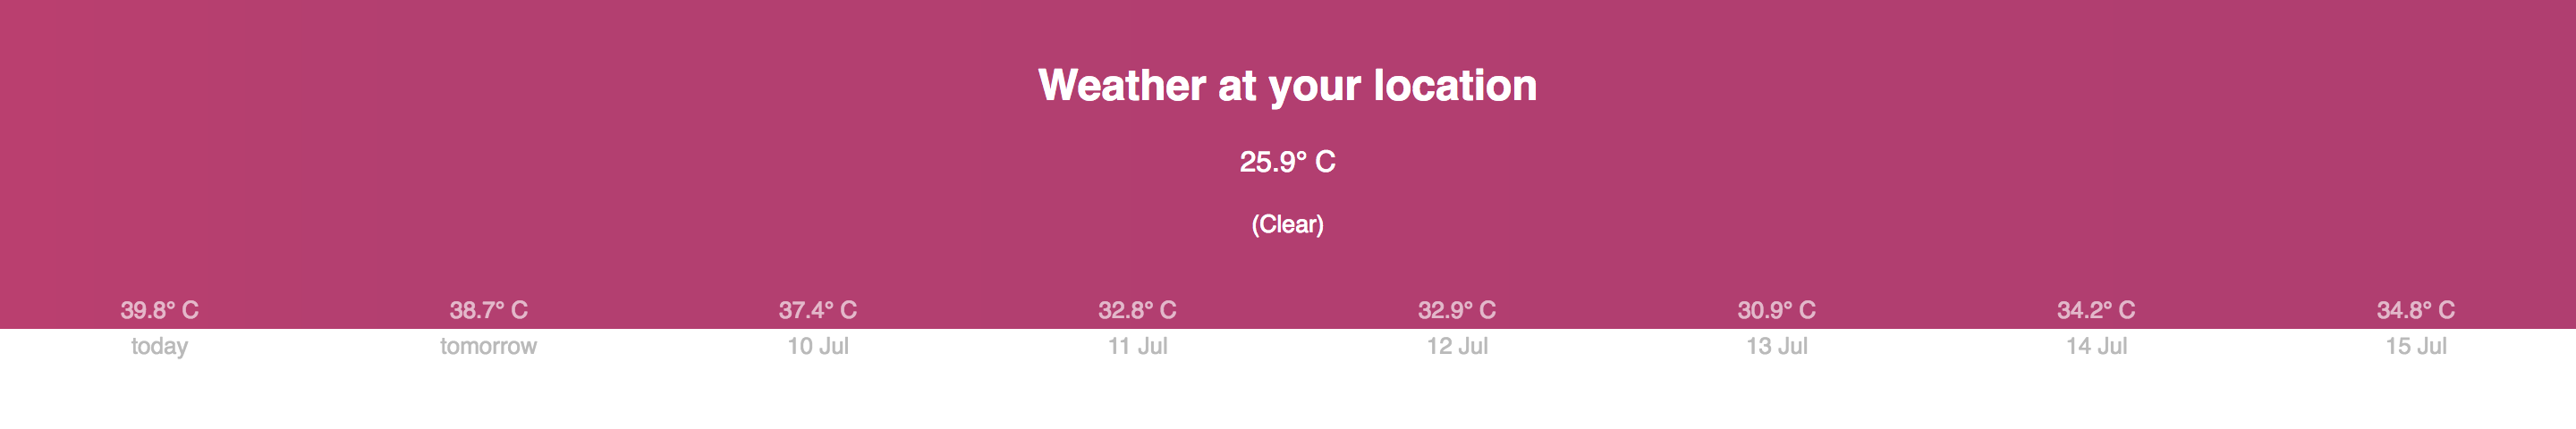 Weather at your location
25.9° C
(Clear)
39.8° C 38.7° C 37.4° C 32.8° C 32.9° C 30.9° C 34.2° C 34.8° C
today tomorrow 10 Jul 11 Jul 12 Jul 13 Jul 14 Jul 15 Jul